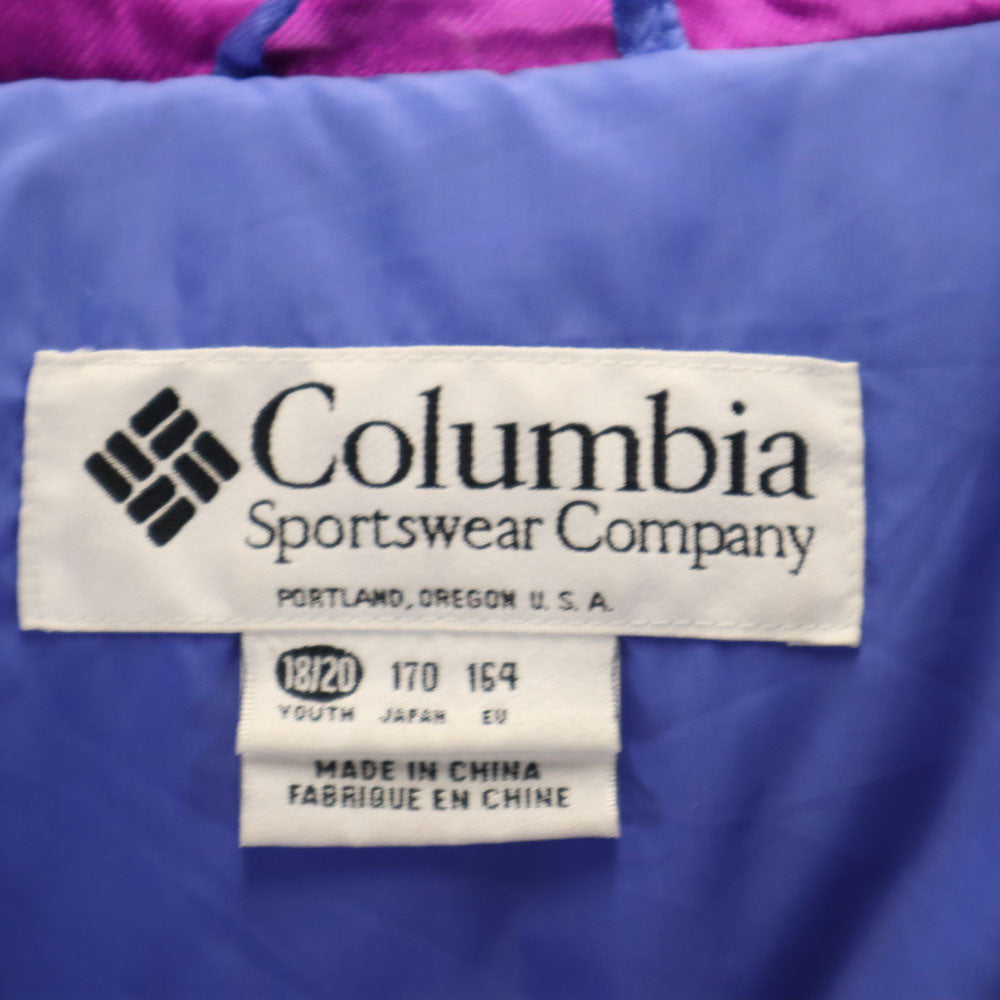 Columbia
Sportswear Company
PORTLAND, OREGON U. S. A.
18/20 170 164
YOUTH JAPAN EU
MADE IN CHINA
FABRIQUE EN CHINE